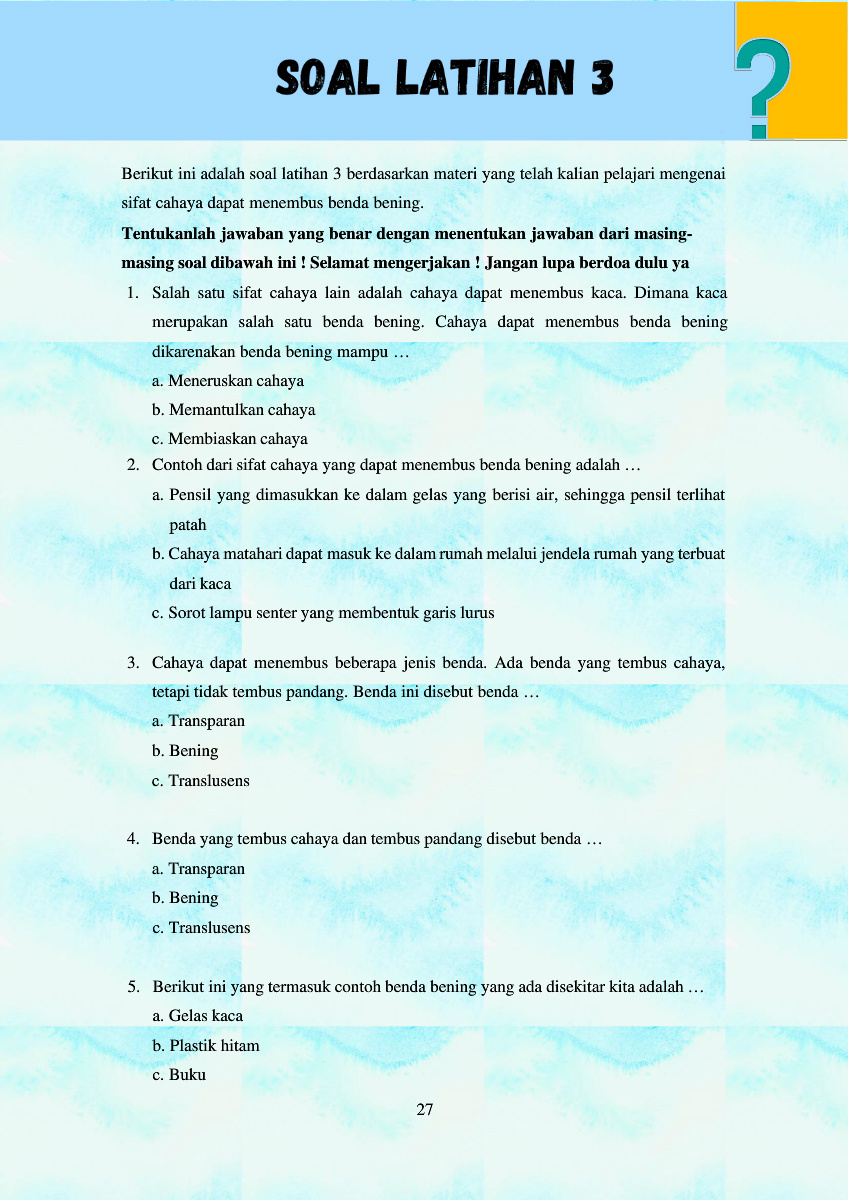 SOAL LATIHAN 3
?
Berikut ini adalah soal latihan 3 berdasarkan materi yang telah kalian pelajari mengenai
sifat cahaya dapat menembus benda bening.
Tentukanlah jawaban yang benar dengan menentukan jawaban dari masing-
masing soal dibawah ini ! Selamat mengerjakan ! Jangan lupa berdoa dulu ya
1. Salah satu sifat cahaya lain adalah cahaya dapat menembus kaca. Dimana kaca
merupakan salah satu benda bening. Cahaya dapat menembus benda bening
dikarenakan benda bening mampu …
a. Meneruskan cahaya
b. Memantulkan cahaya
c. Membiaskan cahaya
2. Contoh dari sifat cahaya yang dapat menembus benda bening adalah …
a. Pensil yang dimasukkan ke dalam gelas yang berisi air, sehingga pensil terlihat
patah
b. Cahaya matahari dapat masuk ke dalam rumah melalui jendela rumah yang terbuat
dari kaca
c. Sorot lampu senter yang membentuk garis lurus
3. Cahaya dapat menembus beberapa jenis benda. Ada benda yang tembus cahaya,
tetapi tidak tembus pandang. Benda ini disebut benda …
a. Transparan
b. Bening
c. Translusens
4. Benda yang tembus cahaya dan tembus pandang disebut benda …
a. Transparan
b. Bening
c. Translusens
5. Berikut ini yang termasuk contoh benda bening yang ada disekitar kita adalah …
a. Gelas kaca
b. Plastik hitam
c. Buku
27